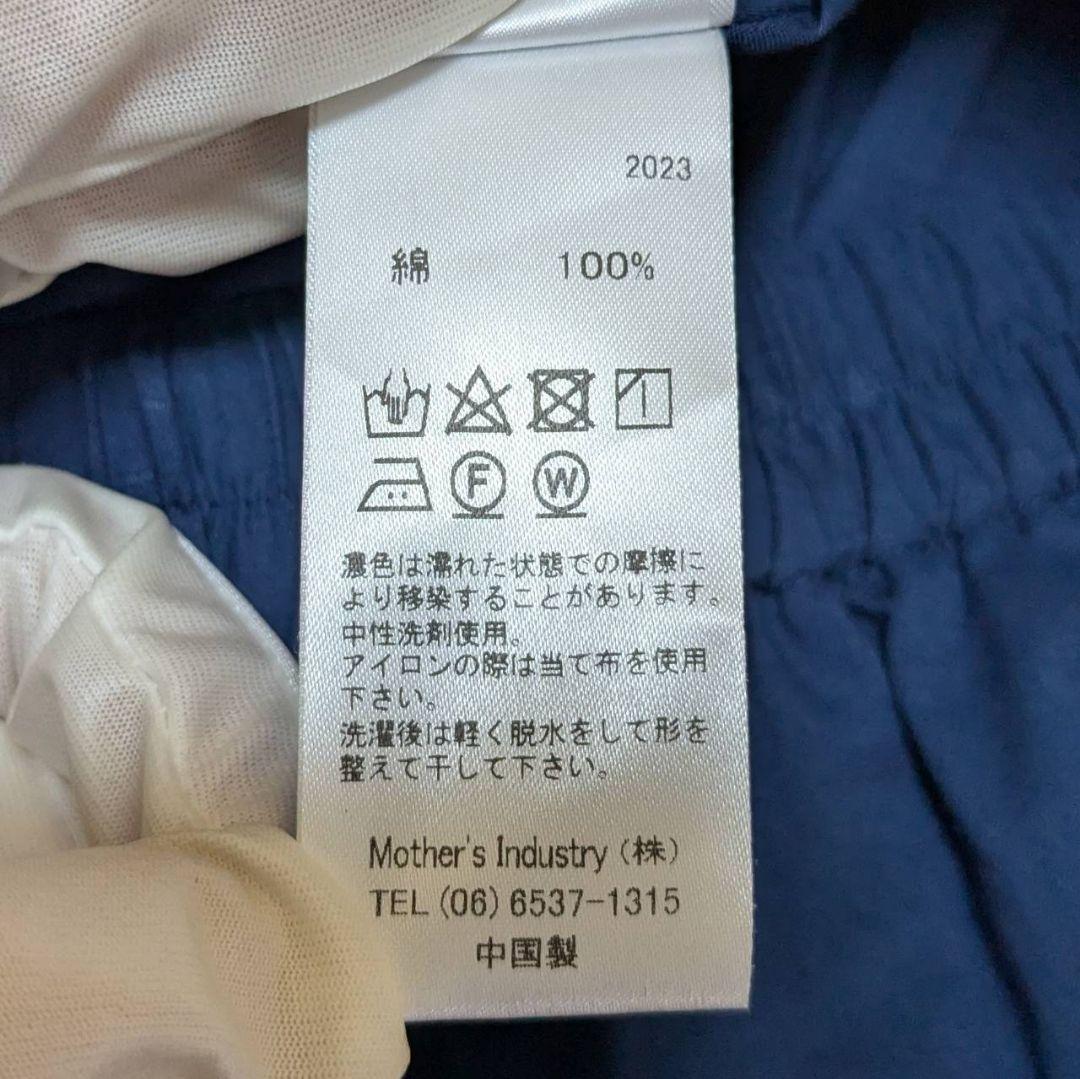 2023
綿 100%
F W
濃色は濡れた状態での摩擦に
より移染することがあります。
中性洗剤使用。
アイロンの際は当て布を使用
下さい。
洗濯後は軽く脱水をして形を
整えて干して下さい。
Mother's Industry（株）
TEL (06) 6537-1315
中国製